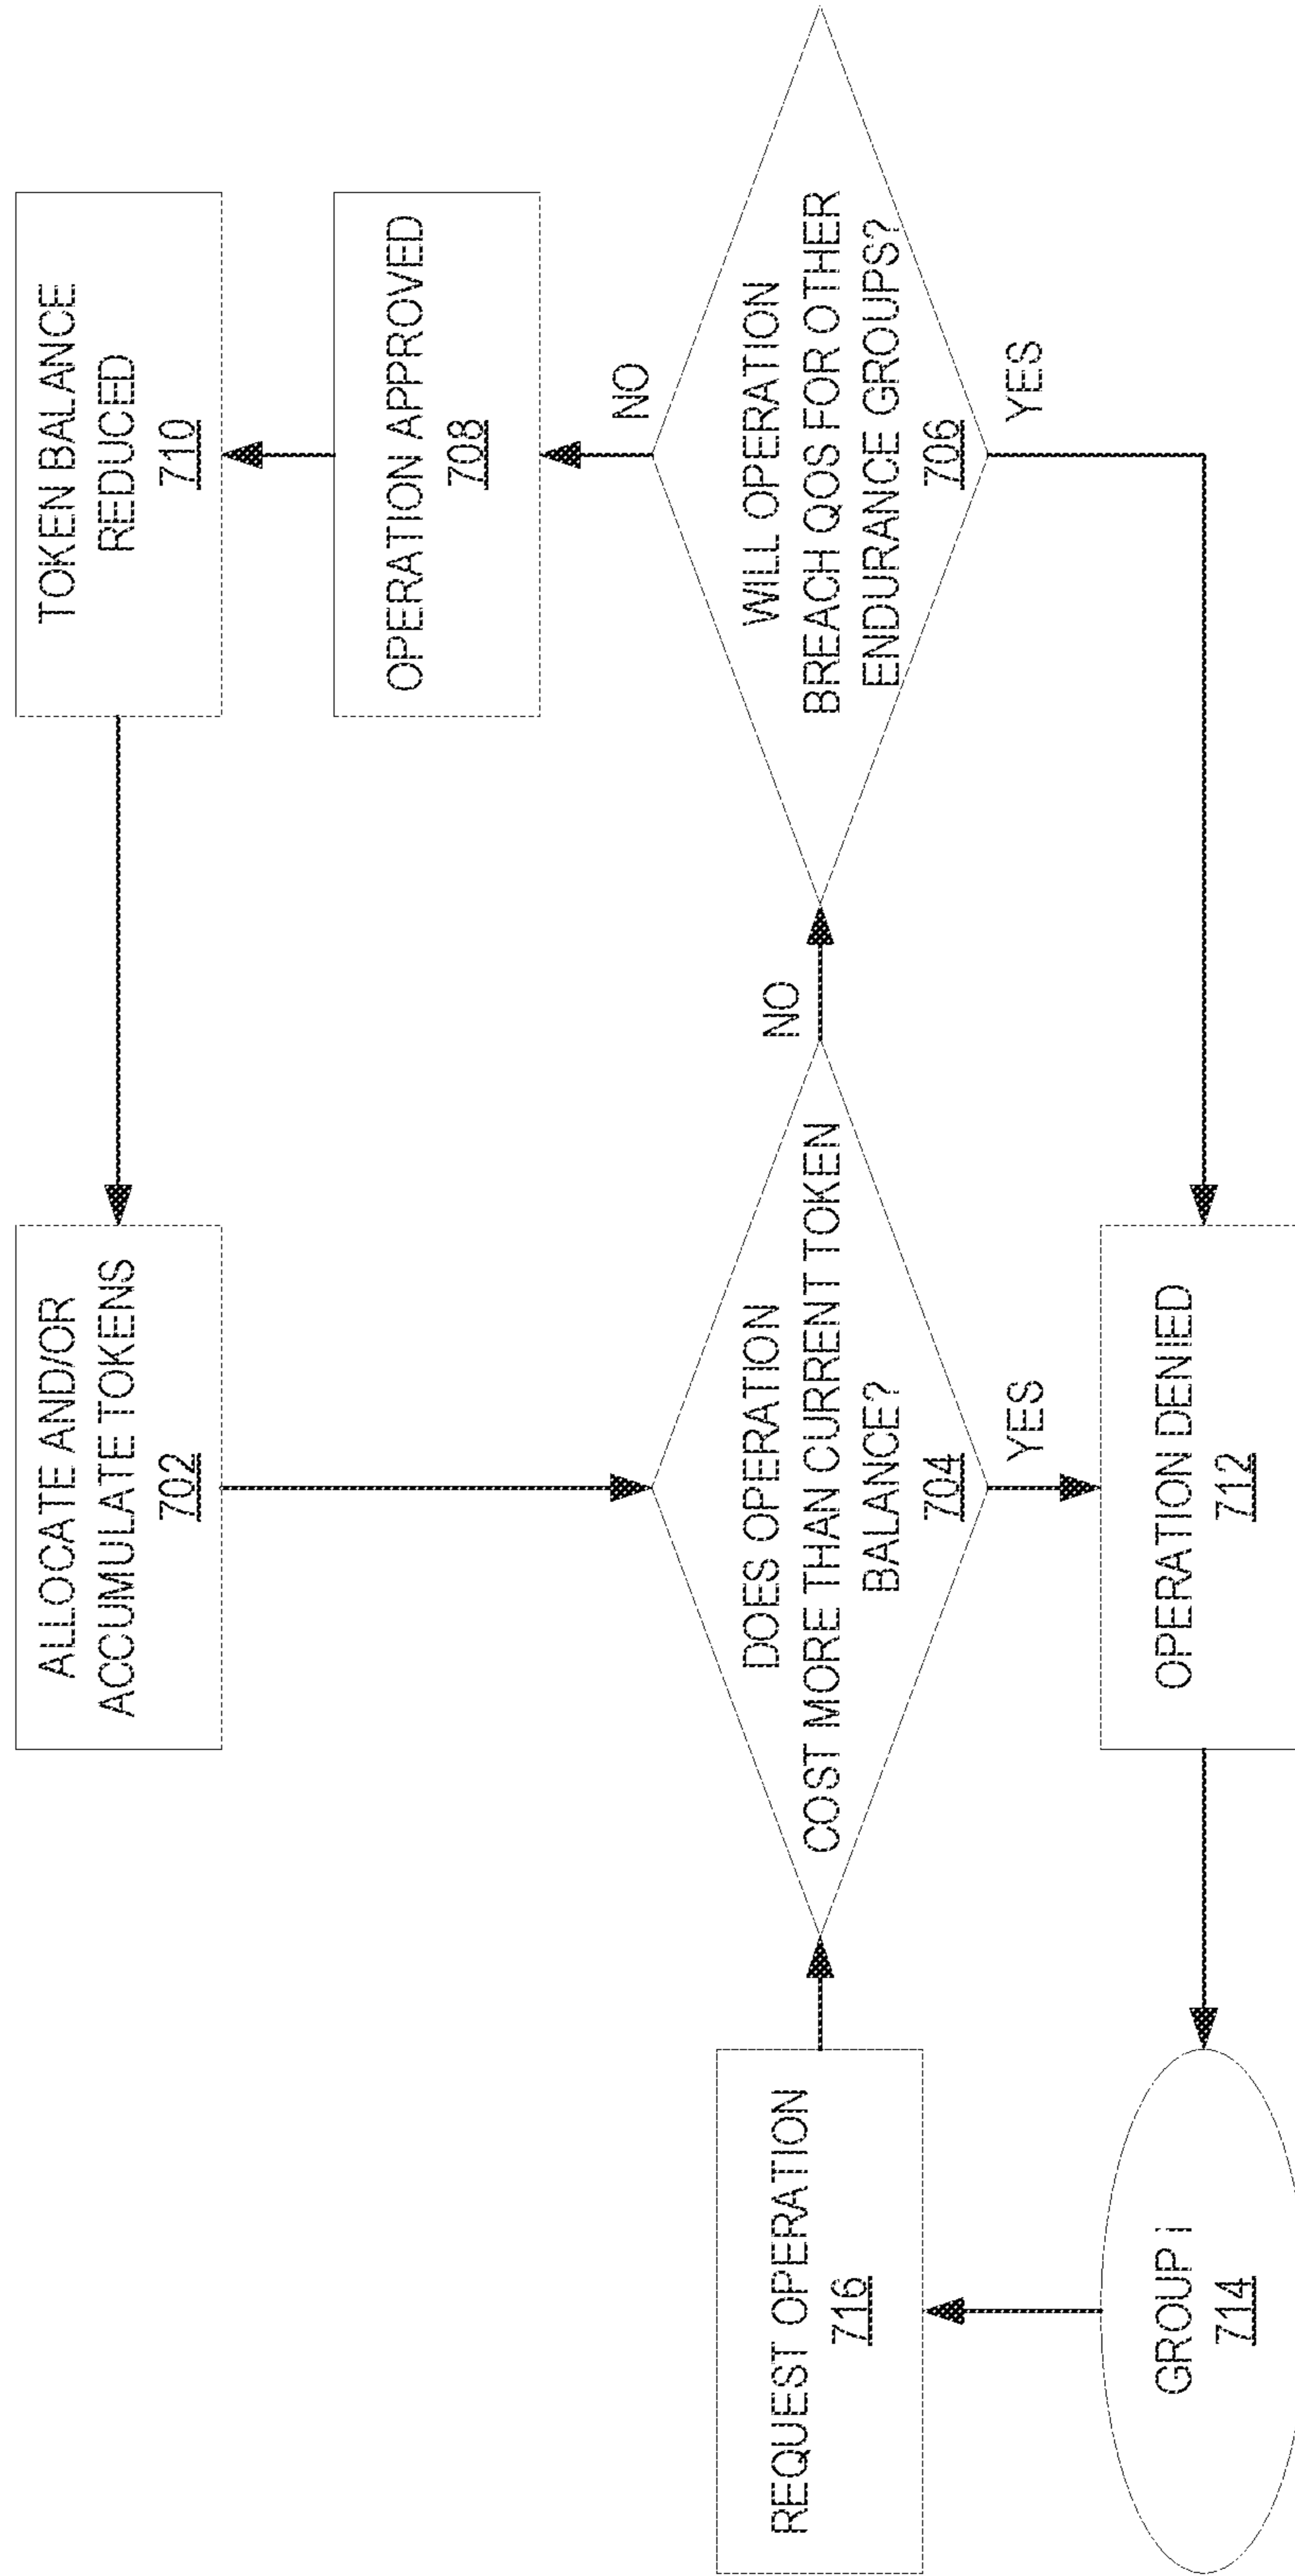 ALLOCATE AND/OR
ACCUMULATE TOKENS
702
TOKEN BALANCE
REDUCED
710
OPERATION APPROVED
708
NO
REQUEST OPERATION
716
DOES OPERATION
COST MORE THAN CURRENT TOKEN
BALANCE?
704
NO
WILL OPERATION
BREACH QOS FOR OTHER
ENDURANCE GROUPS?
706
YES
YES
GROUP I
714
OPERATION DENIED
712